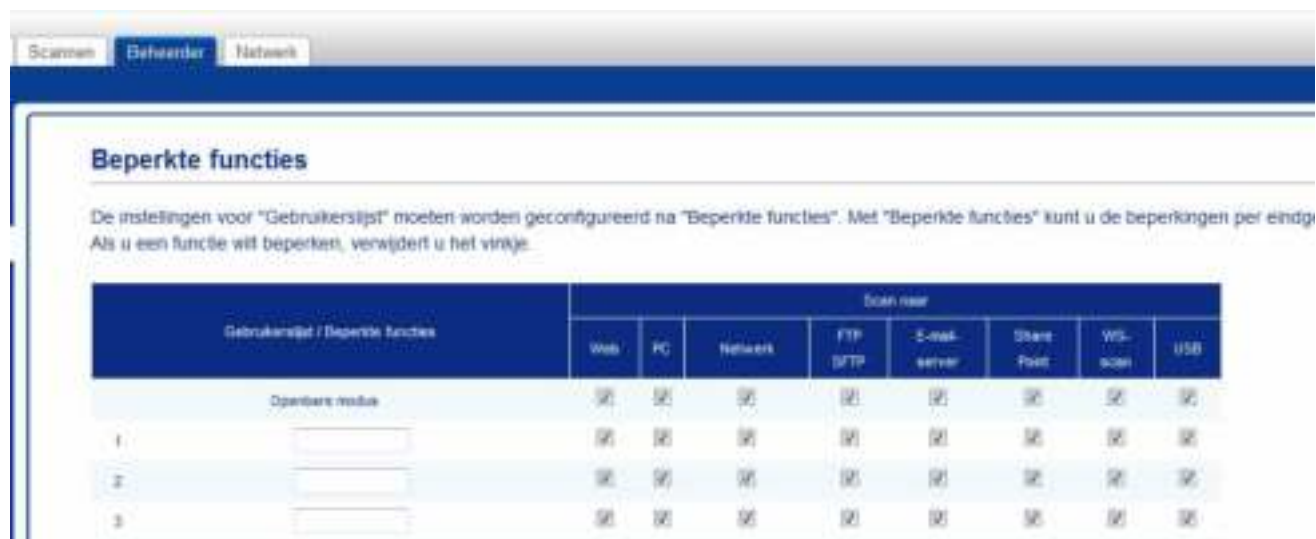 Scannen Beheerder Netwerk
Beperkte functies
De instellingen voor "Gebruikerslijst" moeten worden geconfigureerd na "Beperkte functies". Met "Beperkte functies" kunt u de beperkingen per eindge
Als u een functie wilt beperken, verwijdert u het vinkje.
Scan naar
Gebruikerslijst / Beperkte functies
Web PC Netwerk FTP SFTP E-mail-server Share Point WS-scan USB
Openbare modus
1
2
3